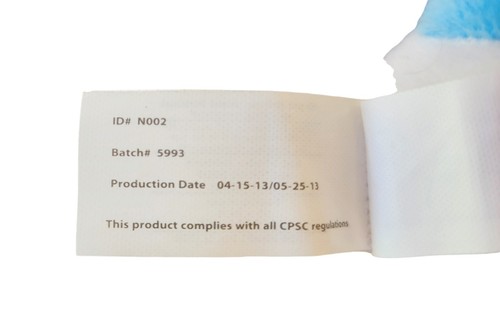 ID# N002
Batch# 5993
Production Date 04-15-13/05-25-13
This product complies with all CPSC regulations